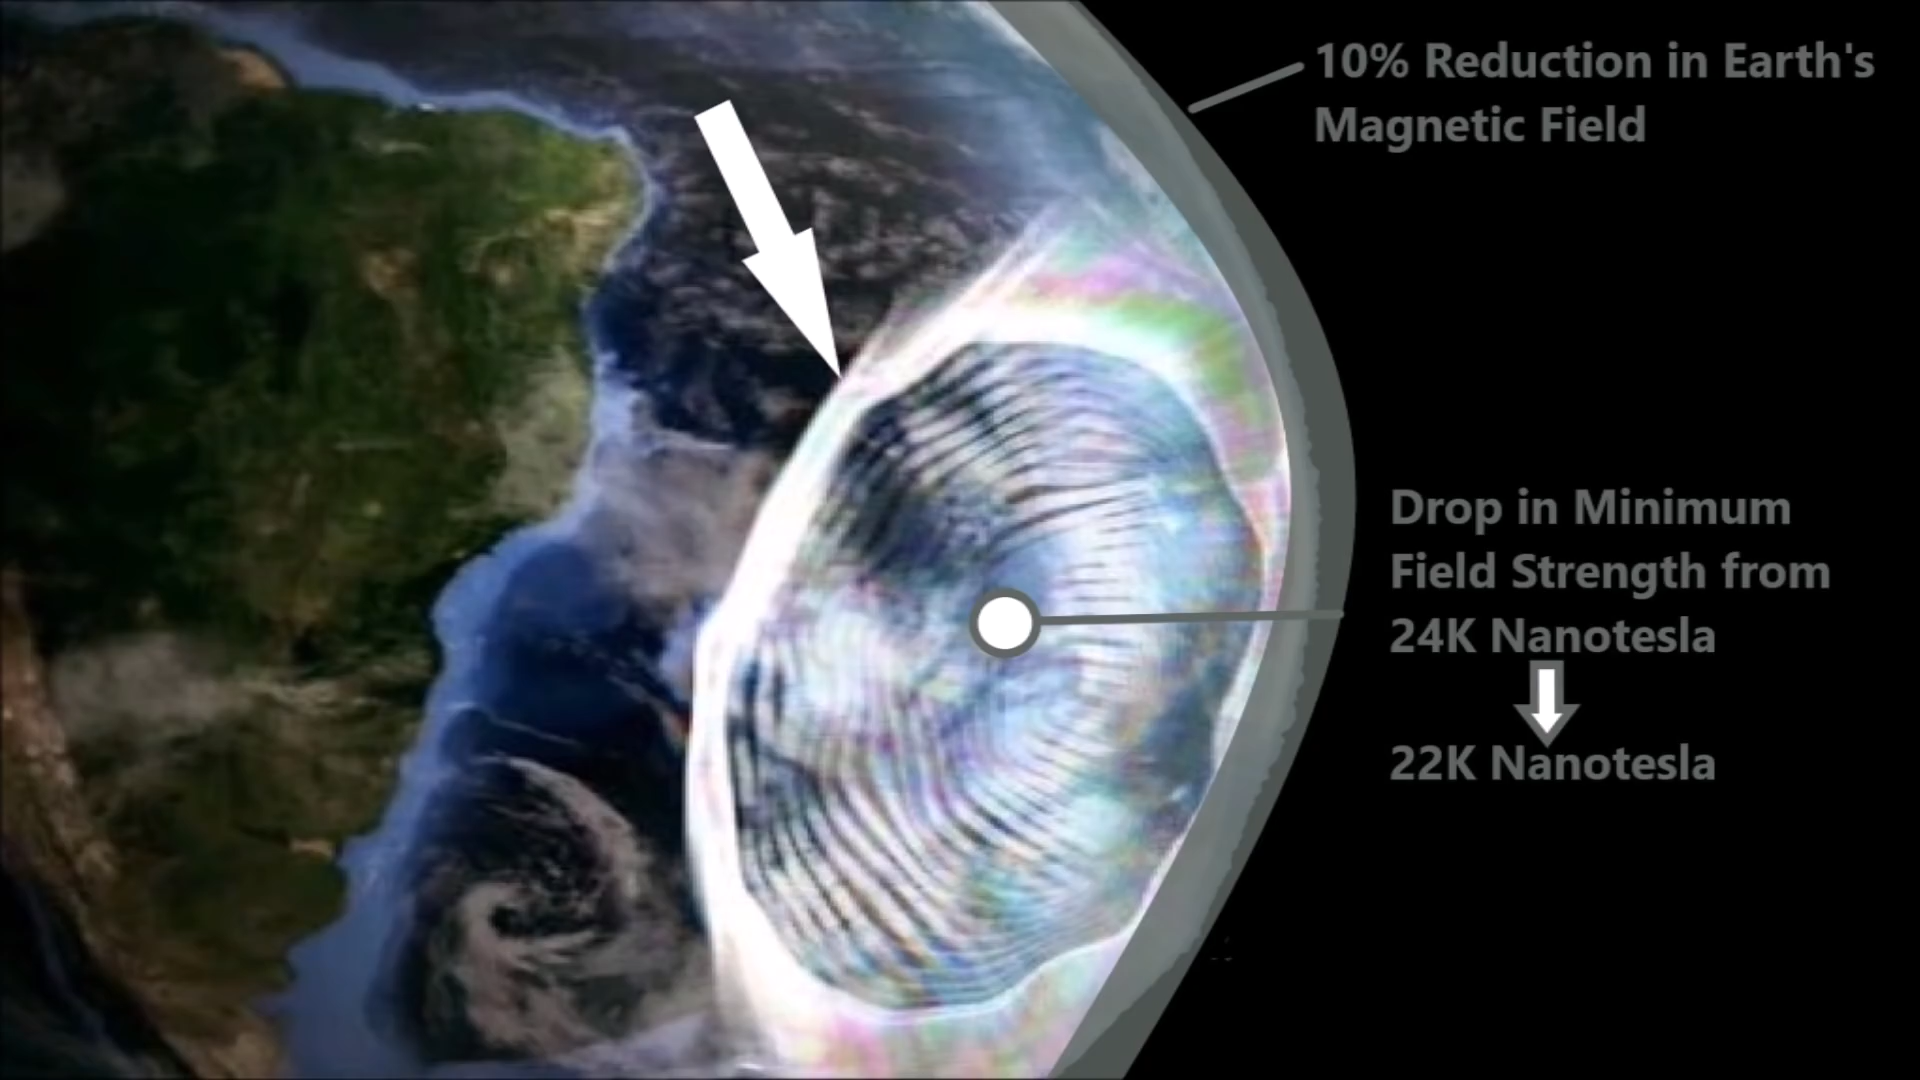 10% Reduction in Earth's
Magnetic Field
Drop in Minimum
Field Strength from
24K Nanotesla
22K Nanotesla